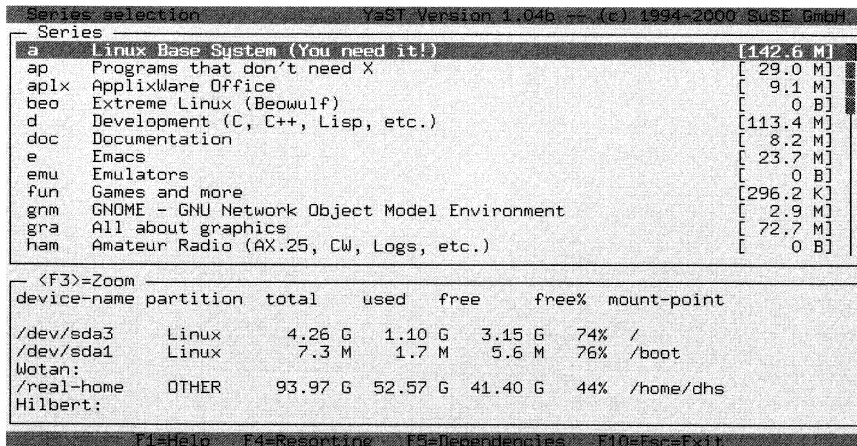 Series selection YaST Version 1.04b -- (c) 1994-2000 SuSE GmbH
Series
a Linux Base System (You need it!) [142.6 M]
ap Programs that don't need X [ 29.0 M]
aplx ApplixWare Office [ 9.1 M]
beo Extreme Linux (Beowulf) [ 0 B]
d Development (C, C++, Lisp, etc.) [113.4 M]
doc Documentation [ 8.2 M]
e Emacs [ 23.7 M]
emu Emulators [ 0 B]
fun Games and more [296.2 K]
gnm GNOME - GNU Network Object Model Environment [ 2.9 M]
gra All about graphics [ 72.7 M]
ham Amateur Radio (AX.25, CW, Logs, etc.) [ 0 B]
<F3>=Zoom
device-name partition total used free free% mount-point
/dev/sda3 Linux 4.26 G 1.10 G 3.15 G 74% /
/dev/sda1 Linux 7.3 M 1.7 M 5.6 M 76% /boot
Wotan:
/real-home OTHER 93.97 G 52.57 G 41.40 G 44% /home/dhs
Hilbert:
F1=Help F4=Resorting F5=Dependencies F10=Esc=Exit